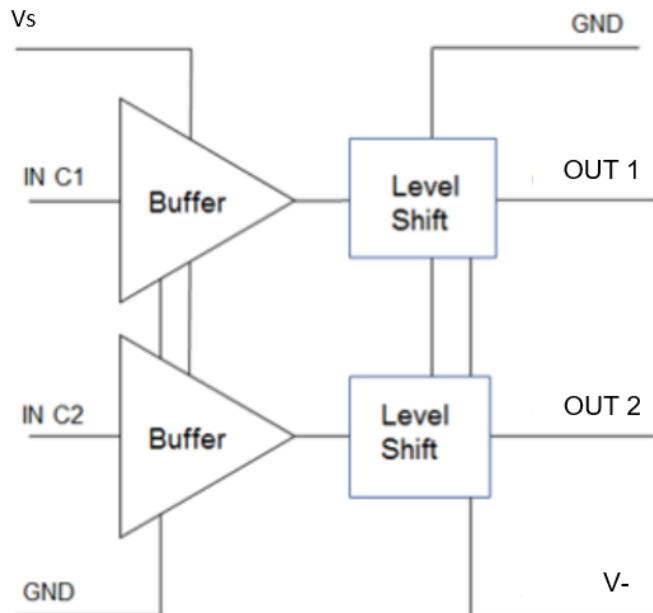 Vs
GND
IN C1
Buffer
Level
Shift
OUT 1
IN C2
Buffer
Level
Shift
OUT 2
GND
V-